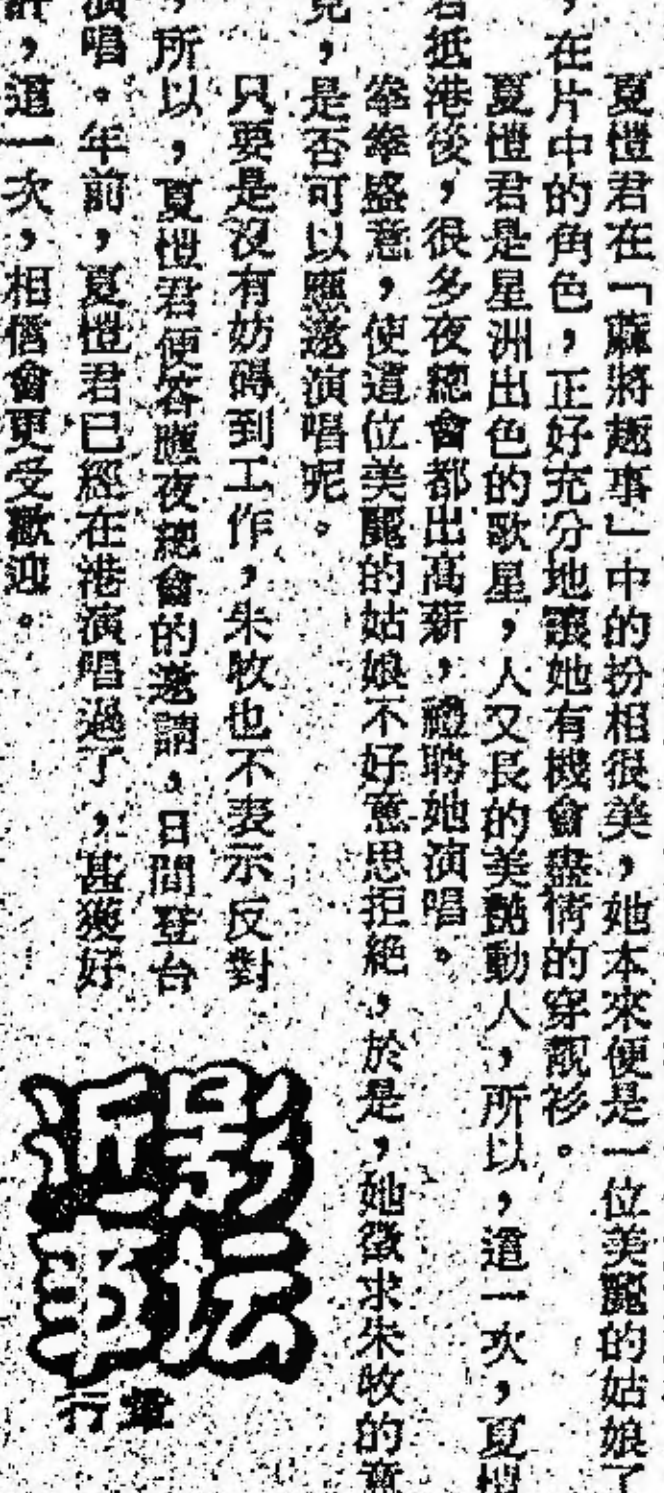 夏愷君在「蔴將趣事」中的扮相很美,她本來便是一位美麗的姑娘了
,在片中的角色,正好充分地讓她有機會盡情的穿靚衫。
夏愷君是星洲出色的歌星,人又長的美艷動人,所以,這一次,夏愷
君抵港後,很多夜總會都出高薪,禮聘她演唱。
拳拳盛意,使這位美麗的姑娘不好意思拒絕,於是,她徵求朱牧的意
見,是否可以應邀演唱呢。
只要是沒有妨碍到工作,朱牧也不表示反對
,所以,夏愷君便答應夜總會的邀請,日間登台
演唱。年前,夏愷君已經在港演唱過了,甚獲好
評,這一次,相信會更受歡迎。
影坛
近事